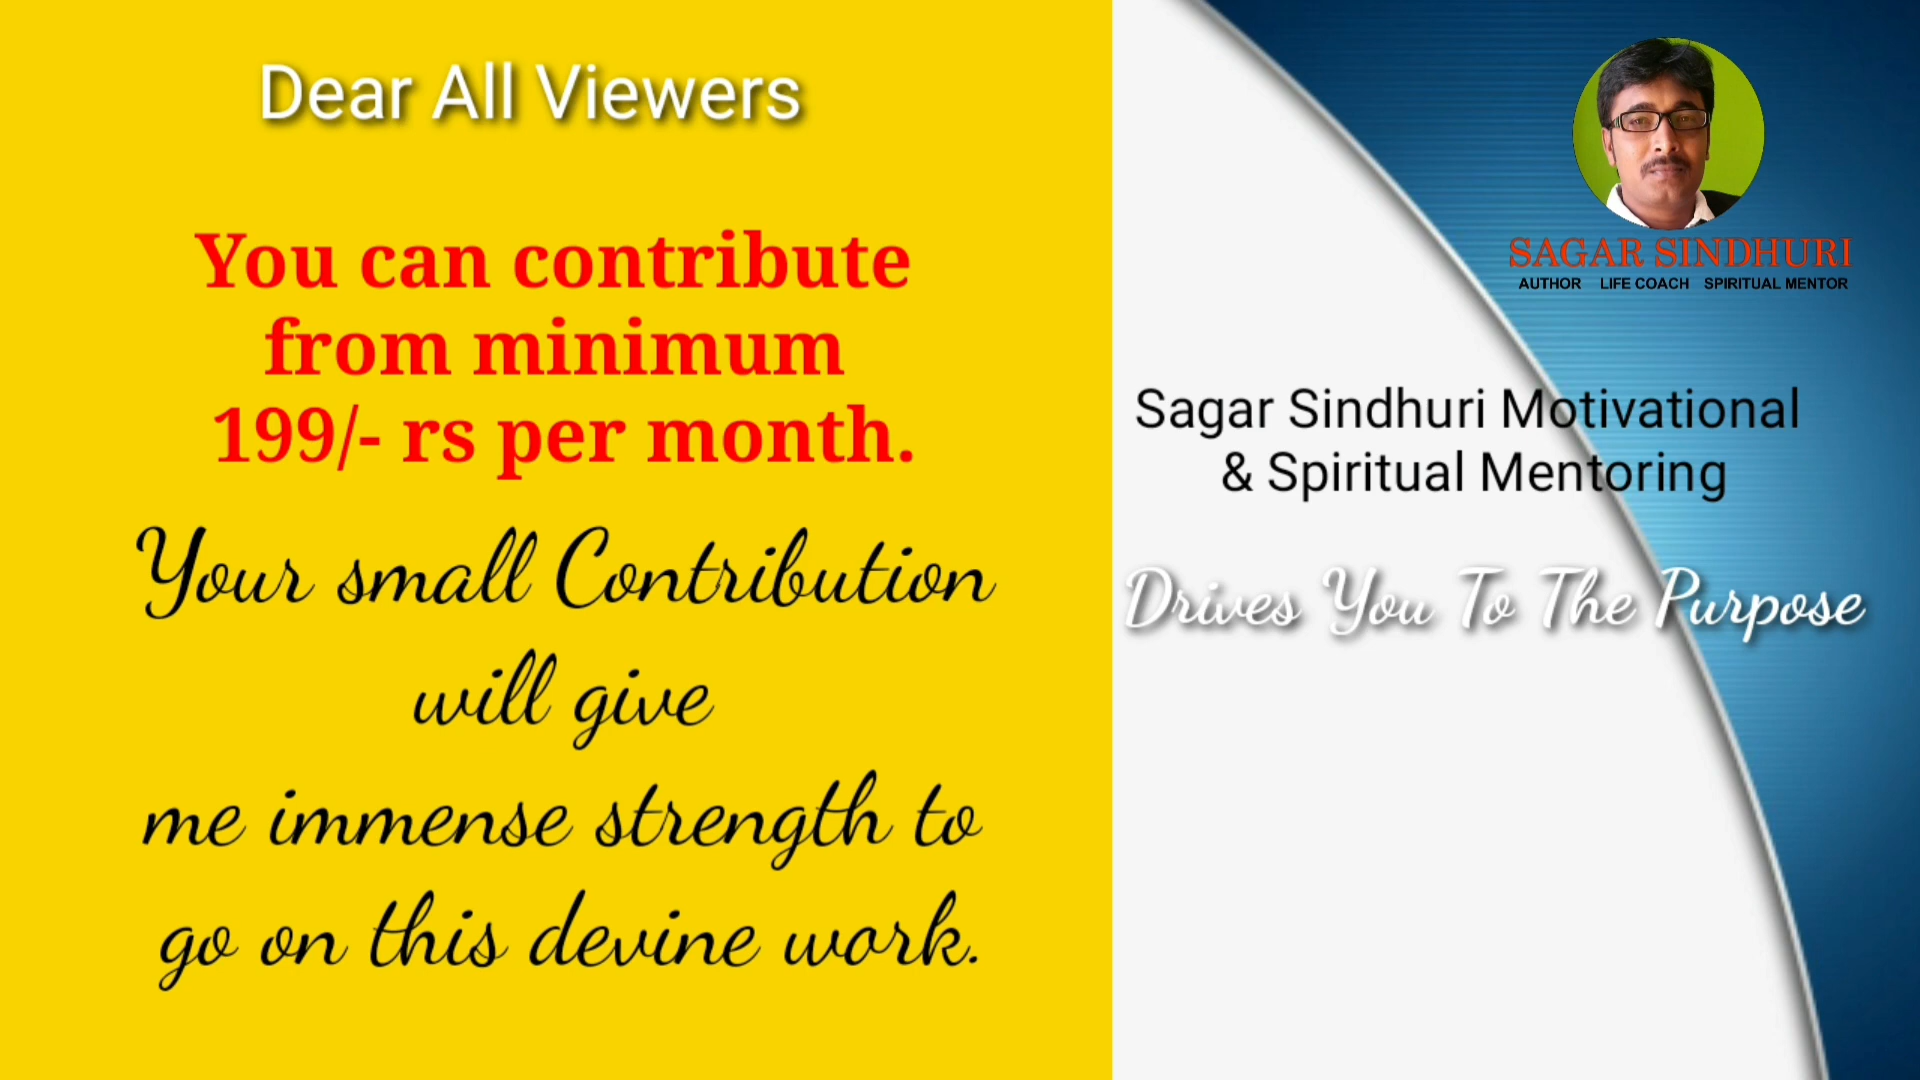 Dear All Viewers
You can contribute
from minimum
199/- rs per month.
Your small Contribution
will give
me immense strength to
go on this devine work.
SAGAR SINDHURI
AUTHOR LIFE COACH SPIRITUAL MENTOR
Sagar Sindhuri Motivational
& Spiritual Mentoring
Drives You To The Purpose